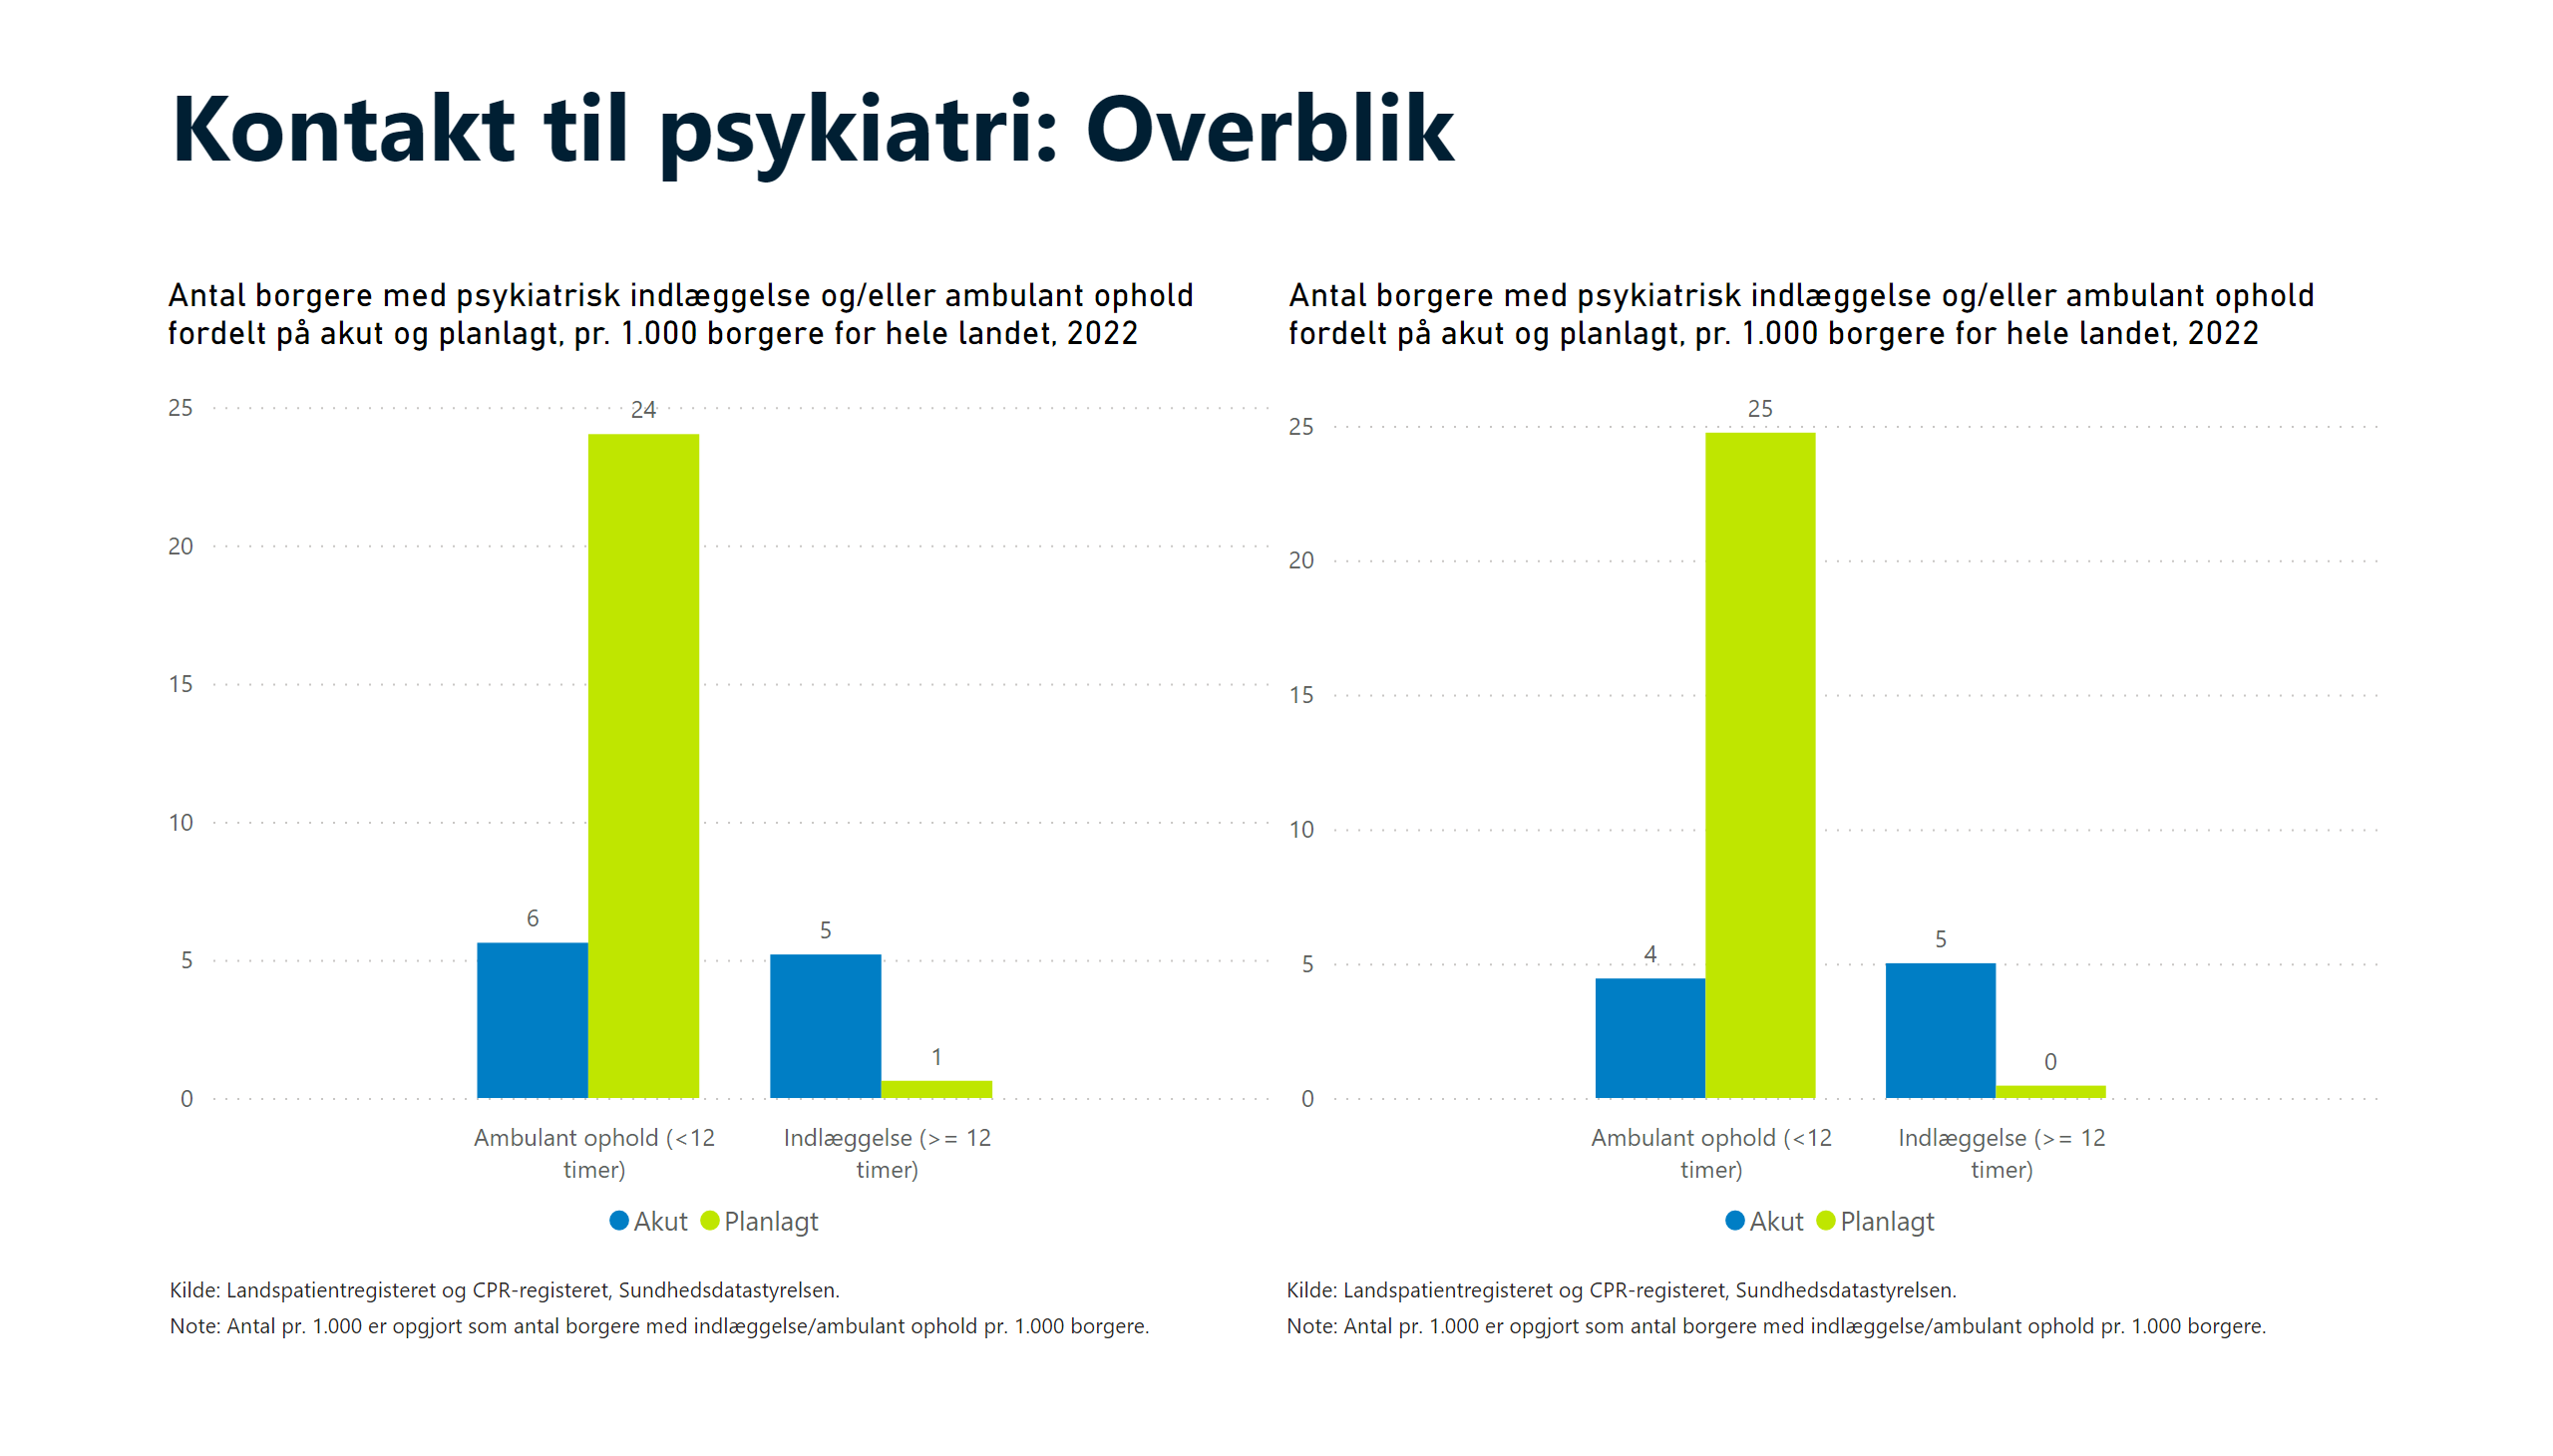 Kontakt til psykiatri: Overblik
Antal borgere med psykiatrisk indlæggelse og/eller ambulant ophold
fordelt på akut og planlagt, pr. 1.000 borgere for hele landet, 2022
25
20
15
10
5
0
24
6
5
1
Ambulant ophold (<12
timer)
Indlæggelse (>= 12
timer)
Akut Planlagt
Kilde: Landspatientregisteret og CPR-registeret, Sundhedsdatastyrelsen.
Note: Antal pr. 1.000 er opgjort som antal borgere med indlæggelse/ambulant ophold pr. 1.000 borgere.
Antal borgere med psykiatrisk indlæggelse og/eller ambulant ophold
fordelt på akut og planlagt, pr. 1.000 borgere for hele landet, 2022
25
20
15
10
5
0
25
4
5
0
Ambulant ophold (<12
timer)
Indlæggelse (>= 12
timer)
Akut Planlagt
Kilde: Landspatientregisteret og CPR-registeret, Sundhedsdatastyrelsen.
Note: Antal pr. 1.000 er opgjort som antal borgere med indlæggelse/ambulant ophold pr. 1.000 borgere.